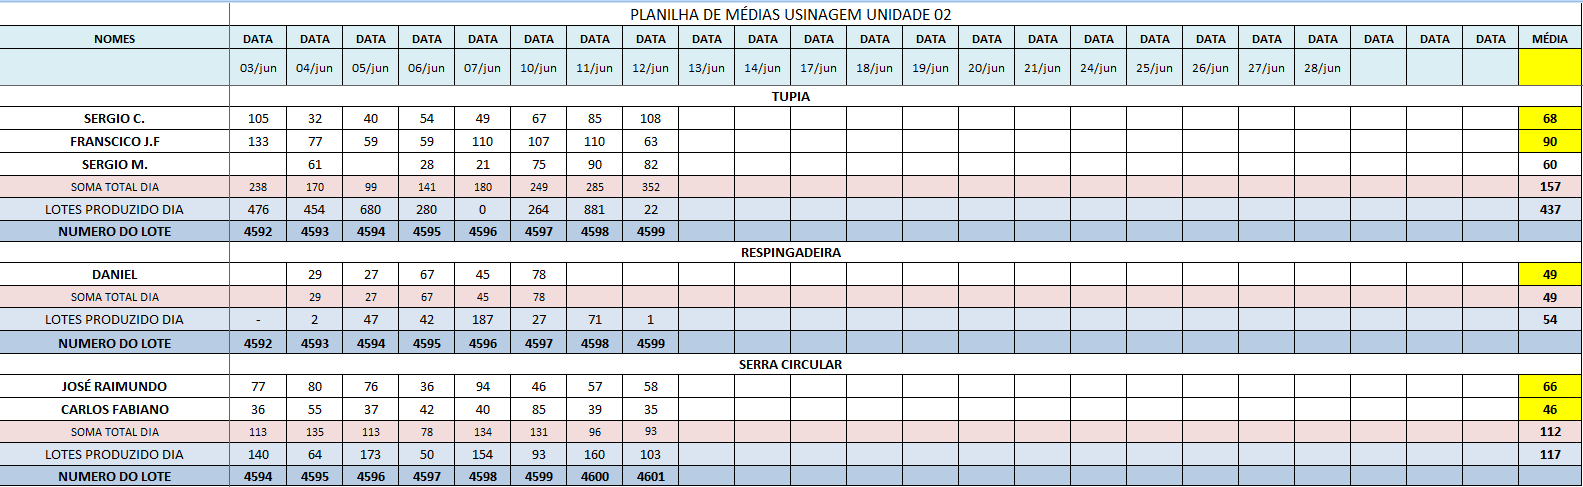 PLANILHA DE MÉDIAS USINAGEM UNIDADE 02
NOMES DATA DATA DATA DATA DATA DATA DATA DATA DATA DATA DATA DATA DATA DATA DATA DATA DATA DATA DATA DATA DATA DATA DATA MÉDIA
03/jun 04/jun 05/jun 06/jun 07/jun 10/jun 11/jun 12/jun 13/jun 14/jun 17/jun 18/jun 19/jun 20/jun 21/jun 24/jun 25/jun 26/jun 27/jun 28/jun
TUPIA
SERGIO C. 105 32 40 54 49 67 85 108 68
FRANSCICO J.F 133 77 59 59 110 107 110 63 90
SERGIO M. 61 28 21 75 90 82 60
SOMA TOTAL DIA 238 170 99 141 180 249 285 352 157
LOTES PRODUZIDO DIA 476 454 680 280 0 264 881 22 437
NUMERO DO LOTE 4592 4593 4594 4595 4596 4597 4598 4599
RESPINGADEIRA
DANIEL 29 27 67 45 78 49
SOMA TOTAL DIA 29 27 67 45 78 49
LOTES PRODUZIDO DIA - 2 47 42 187 27 71 1 54
NUMERO DO LOTE 4592 4593 4594 4595 4596 4597 4598 4599
SERRA CIRCULAR
JOSÉ RAIMUNDO 77 80 76 36 94 46 57 58 66
CARLOS FABIANO 36 55 37 42 40 85 39 35 46
SOMA TOTAL DIA 113 135 113 78 134 131 96 93 112
LOTES PRODUZIDO DIA 140 64 173 50 154 93 160 103 117
NUMERO DO LOTE 4594 4595 4596 4597 4598 4599 4600 4601